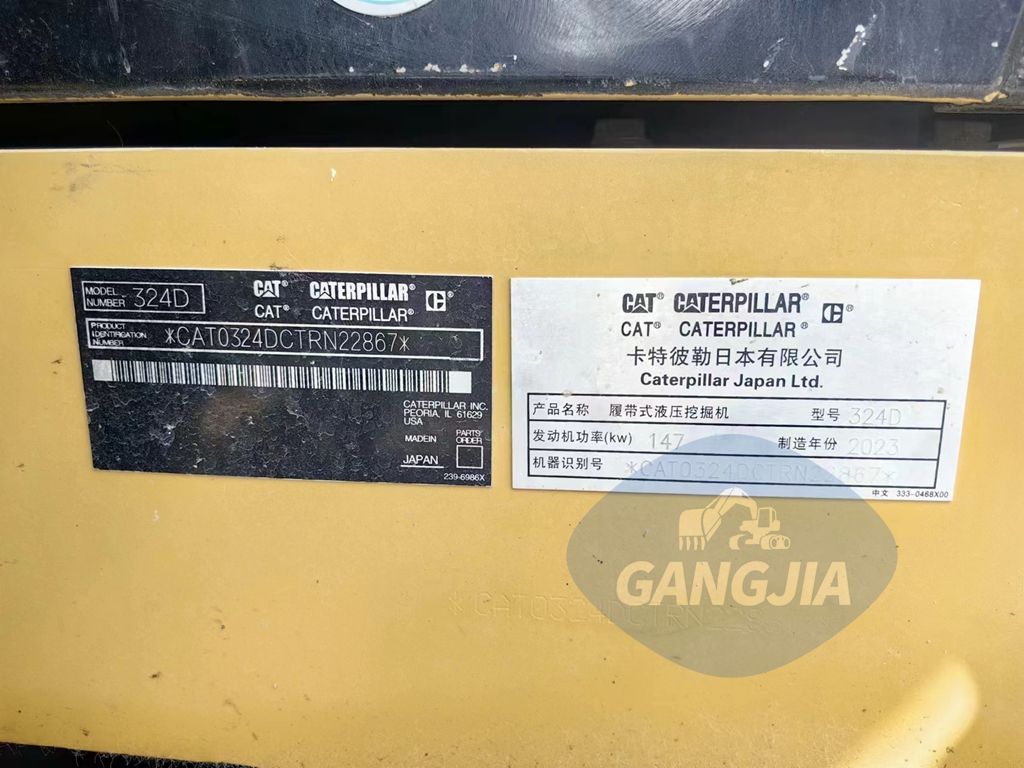 MODEL NUMBER 324D
CAT® CATERPILLAR®
CAT® CATERPILLAR®
PRODUCT IDENTIFICATION NUMBER *CAT0324DCTRN22867*
CATERPILLAR INC.
PEORIA, IL 61629
USA
MADE IN JAPAN
PARTS ORDER
239-6986X
CAT® CATERPILLAR®
CAT® CATERPILLAR®
卡特彼勒日本有限公司
Caterpillar Japan Ltd.
产品名称 履带式液压挖掘机 型号 324D
发动机功率(kw) 147 制造年份 2023
机器识别号 *CAT0324DCTRN22867*
中文 333-0468X00
GANGJIA